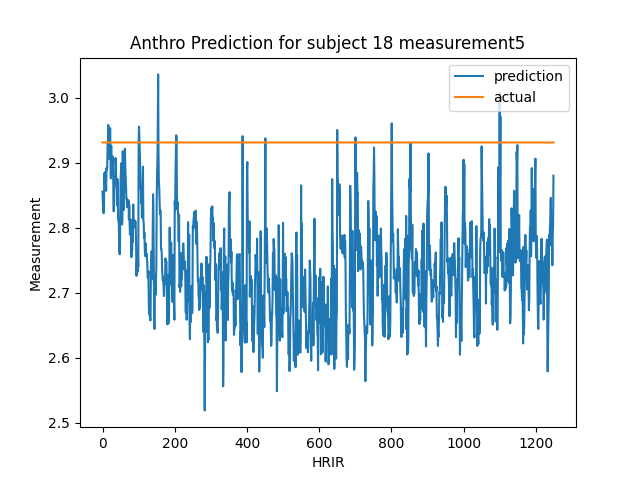 Anthro Prediction for subject 18 measurement5
prediction
actual
3.0
2.9
2.8
2.7
2.6
2.5
Measurement
0 200 400 600 800 1000 1200
HRIR